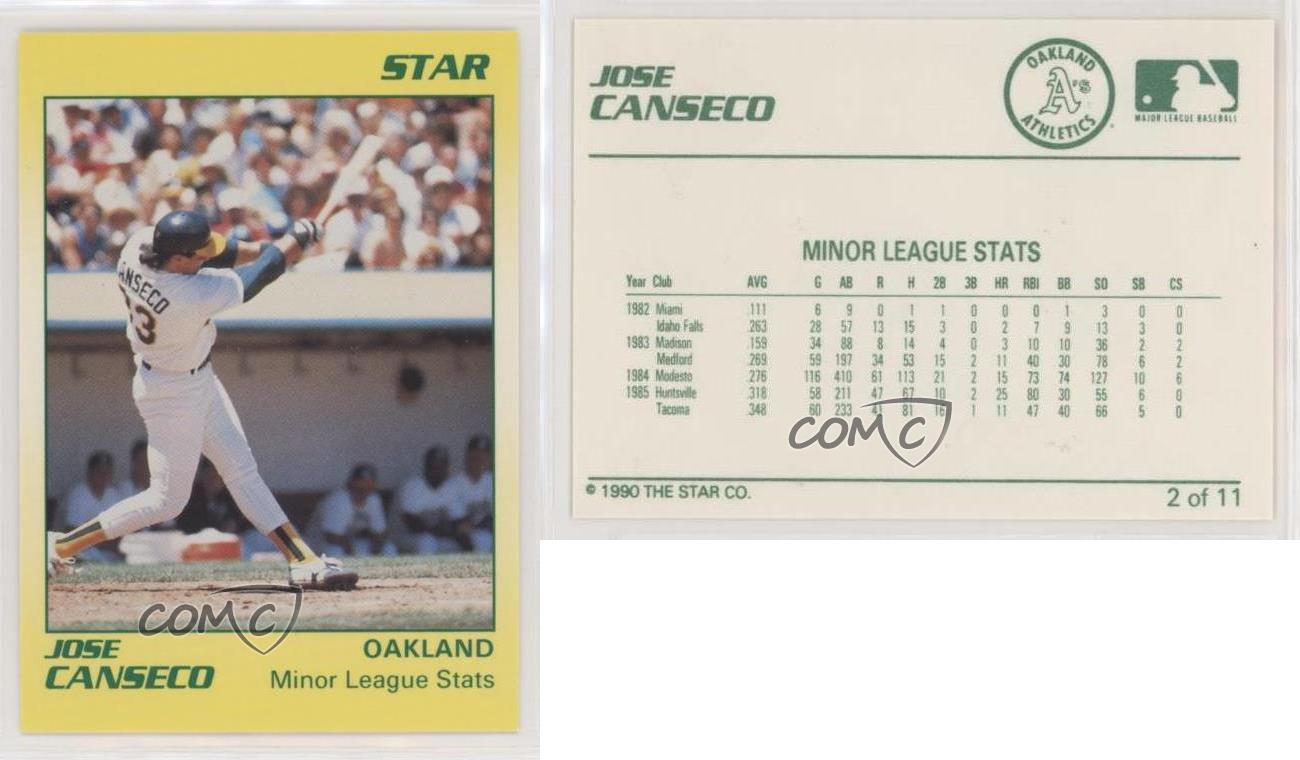 STAR
ANSECO
33
COMC
JOSE
CANSECO
OAKLAND
Minor League Stats
JOSE
CANSECO
OAKLAND
A's
ATHLETICS
MAJOR LEAGUE BASEBALL
MINOR LEAGUE STATS
Year Club AVG G AB R H 2B 3B HR RBI BB SO SB CS
1982 Miami .111 6 9 0 1 1 0 0 0 1 3 0 0
Idaho Falls .263 28 57 13 15 3 0 2 7 9 13 3 0
1983 Madison .159 34 88 8 14 4 0 3 10 10 36 2 2
Medford .269 59 197 34 53 15 2 11 40 30 78 6 2
1984 Modesto .276 116 410 61 113 21 2 15 73 74 127 10 6
1985 Huntsville .318 58 211 47 67 10 2 25 80 30 55 6 0
Tacoma .348 60 233 41 81 16 1 11 47 40 66 5 0
COMC
© 1990 THE STAR CO.
2 of 11